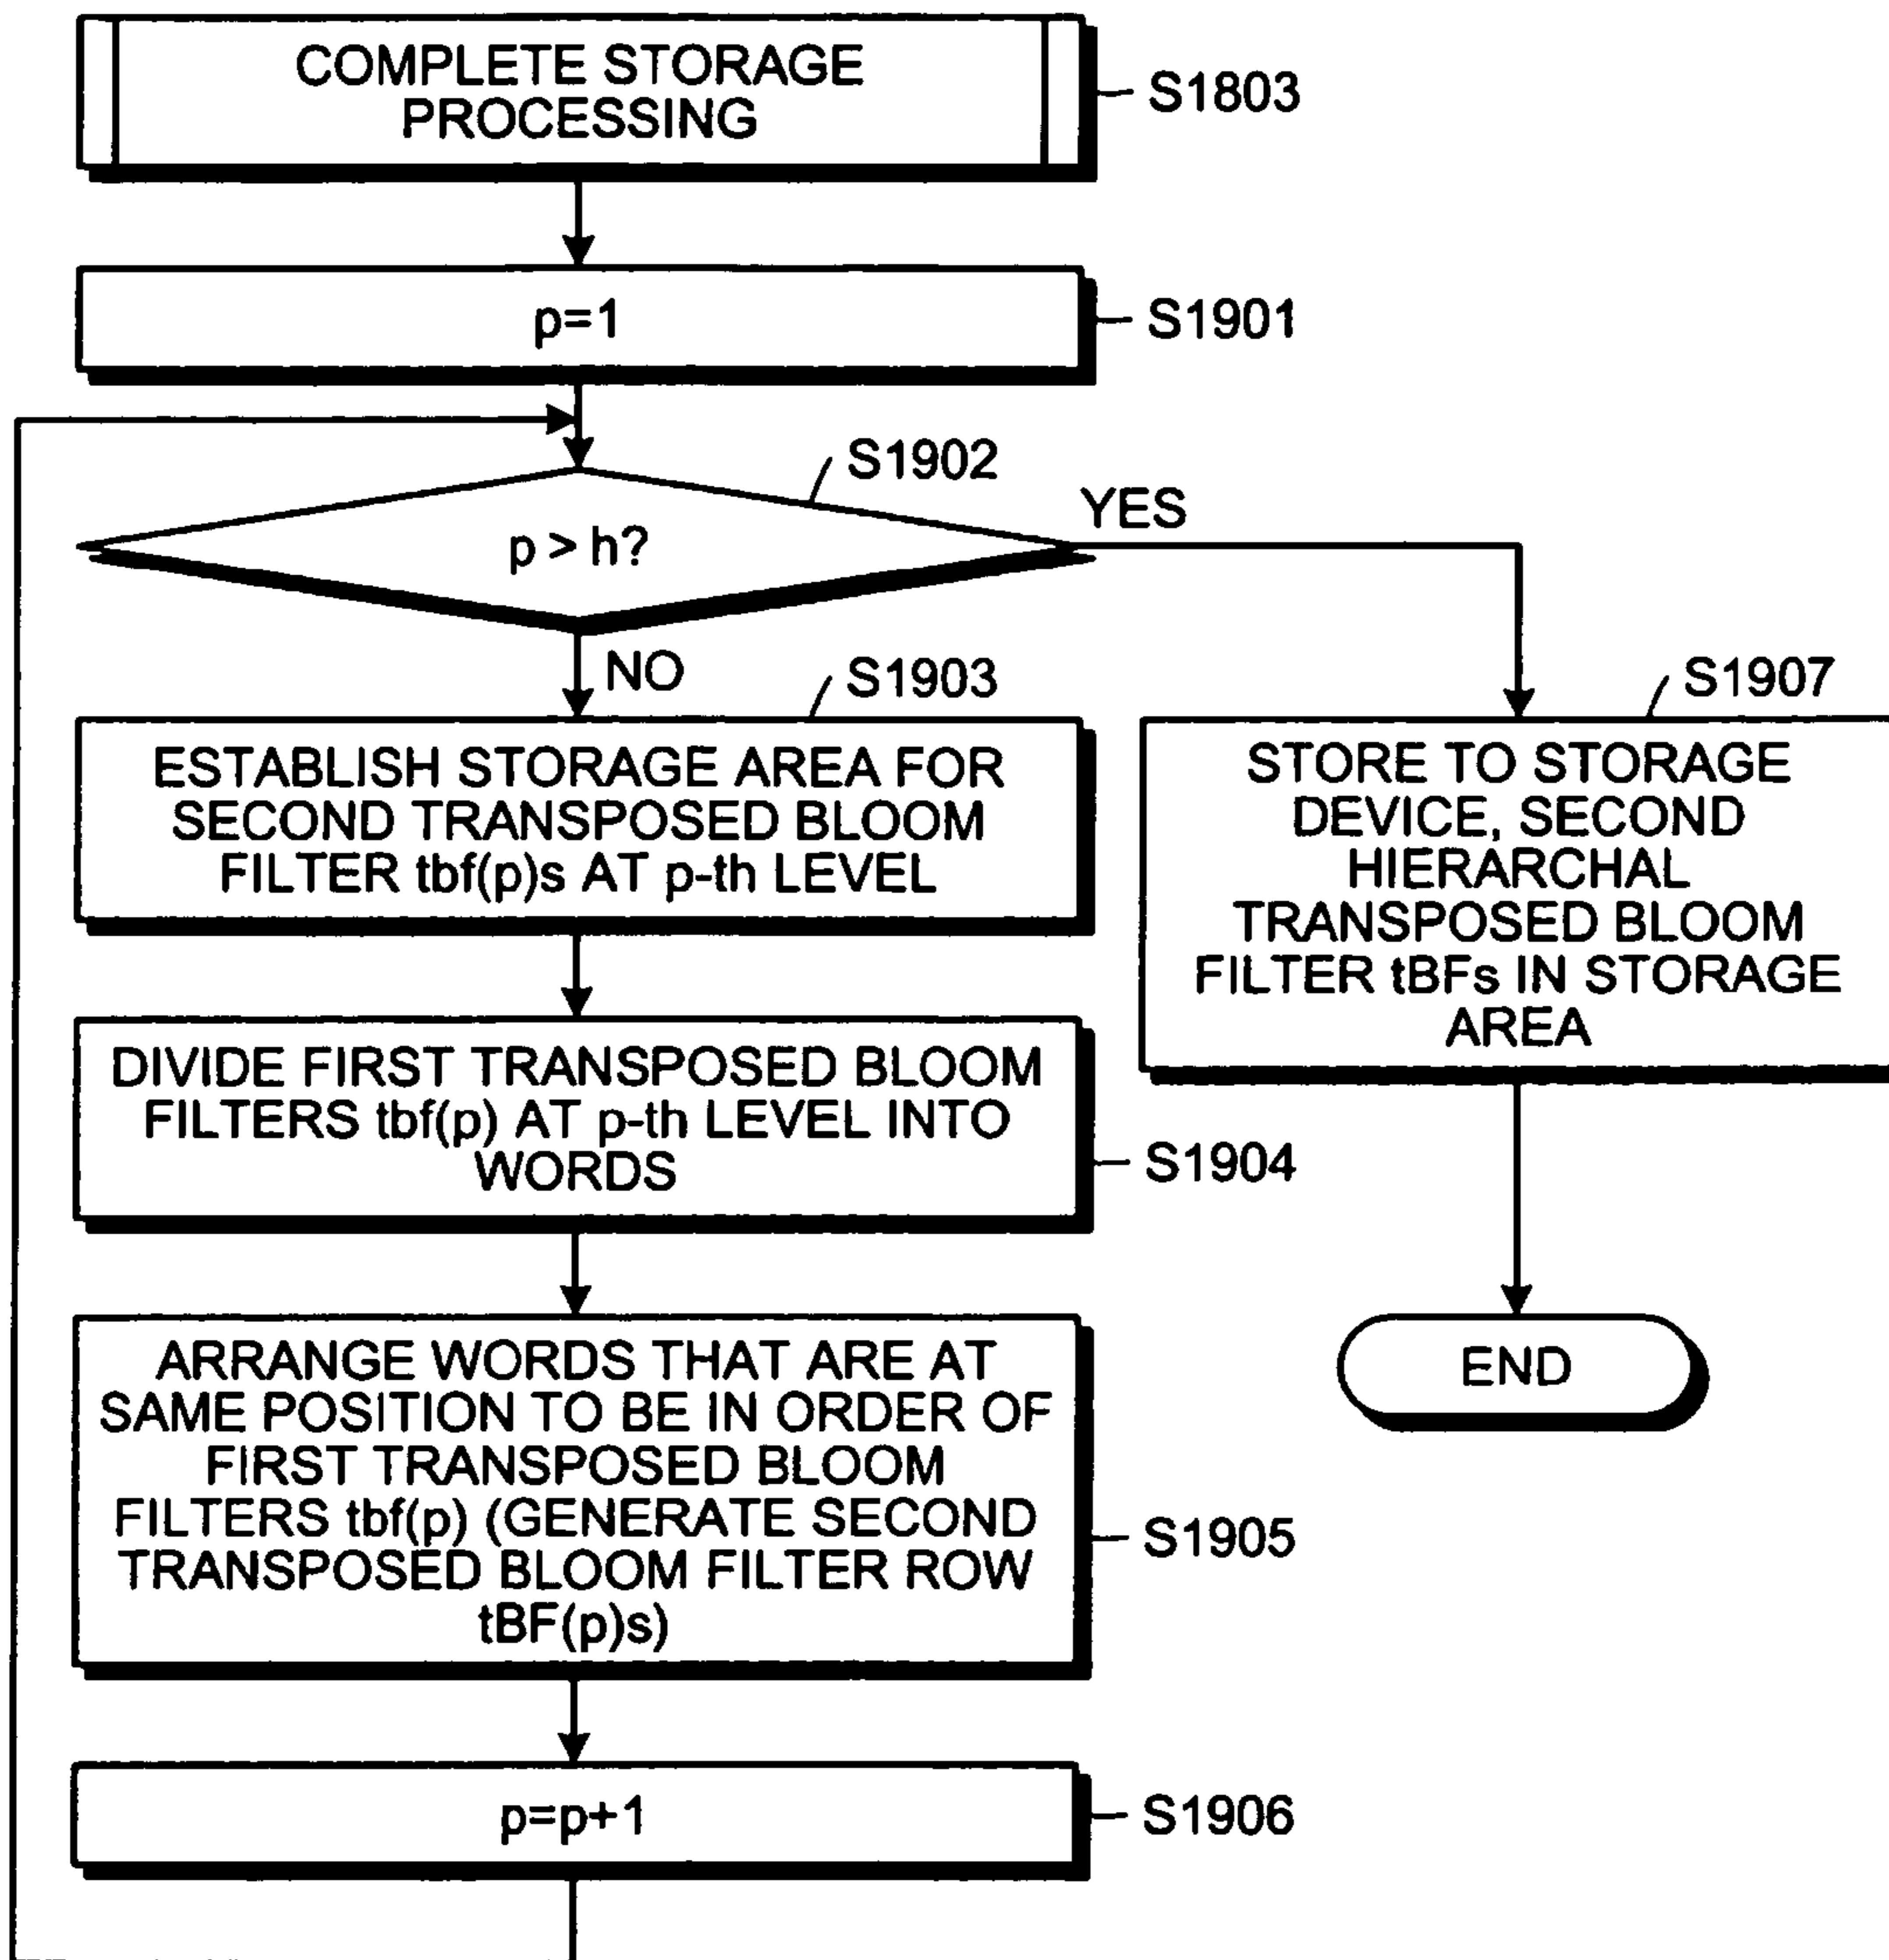 COMPLETE STORAGE
PROCESSING
S1803
p=1
S1901
S1902
p > h?
YES
NO
S1903
ESTABLISH STORAGE AREA FOR
SECOND TRANSPOSED BLOOM
FILTER tbf(p)s AT p-th LEVEL
S1907
STORE TO STORAGE
DEVICE, SECOND
HIERARCHAL
TRANSPOSED BLOOM
FILTER tBFs IN STORAGE
AREA
DIVIDE FIRST TRANSPOSED BLOOM
FILTERS tbf(p) AT p-th LEVEL INTO
WORDS
S1904
ARRANGE WORDS THAT ARE AT
SAME POSITION TO BE IN ORDER OF
FIRST TRANSPOSED BLOOM
FILTERS tbf(p) (GENERATE SECOND
TRANSPOSED BLOOM FILTER ROW
tBF(p)s)
S1905
END
p=p+1
S1906